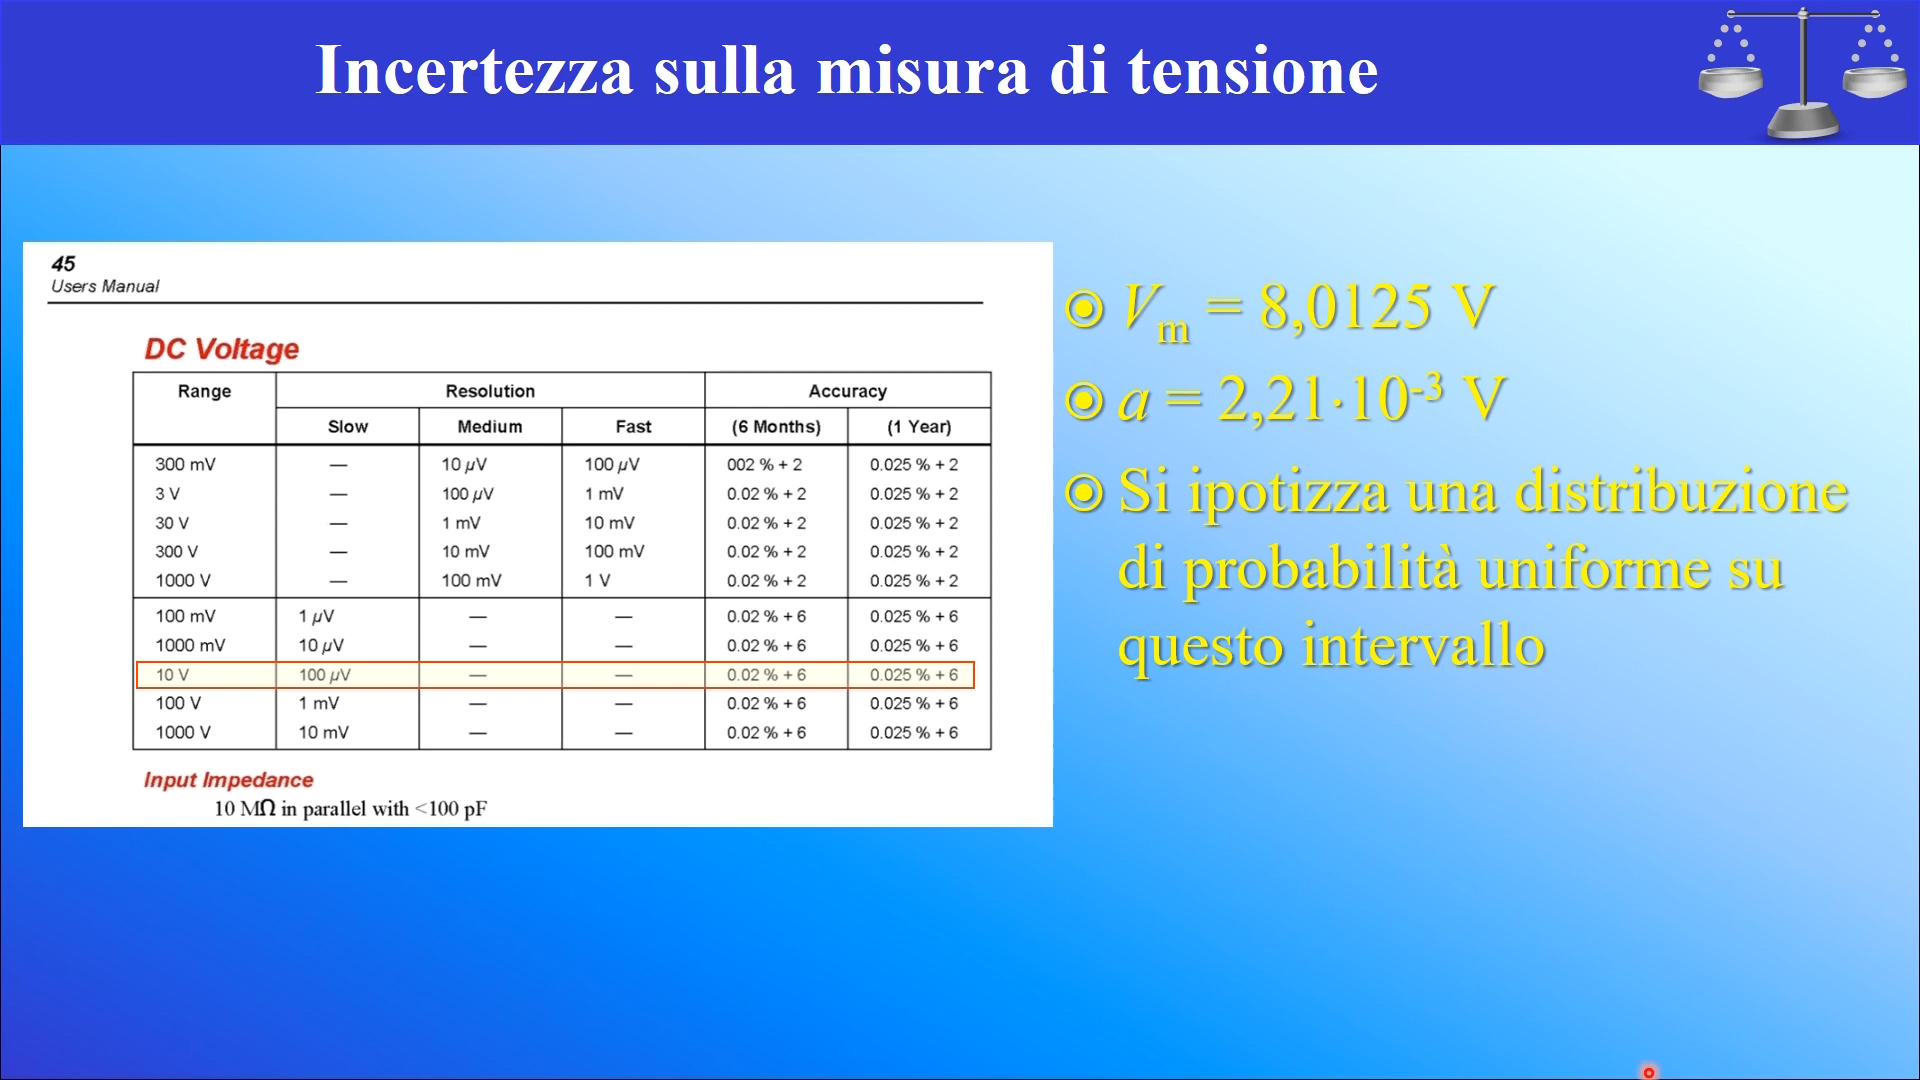 Incertezza sulla misura di tensione
45
Users Manual
DC Voltage
Range Resolution Accuracy
Slow Medium Fast (6 Months) (1 Year)
300 mV — 10 µV 100 µV 002 % + 2 0.025 % + 2
3 V — 100 µV 1 mV 0.02 % + 2 0.025 % + 2
30 V — 1 mV 10 mV 0.02 % + 2 0.025 % + 2
300 V — 10 mV 100 mV 0.02 % + 2 0.025 % + 2
1000 V — 100 mV 1 V 0.02 % + 2 0.025 % + 2
100 mV 1 µV — — 0.02 % + 6 0.025 % + 6
1000 mV 10 µV — — 0.02 % + 6 0.025 % + 6
10 V 100 µV — — 0.02 % + 6 0.025 % + 6
100 V 1 mV — — 0.02 % + 6 0.025 % + 6
1000 V 10 mV — — 0.02 % + 6 0.025 % + 6
Input Impedance
10 MΩ in parallel with <100 pF
Vm = 8,0125 V
a = 2,21·10-3 V
Si ipotizza una distribuzione
di probabilità uniforme su
questo intervallo